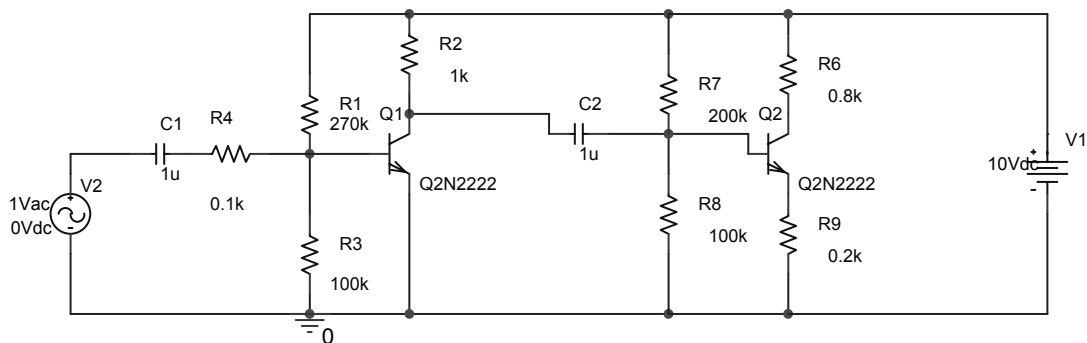 R2
1k
R1
270k
Q1
Q2N2222
C1
1u
R4
0.1k
V2
1Vac
0Vdc
R3
100k
0
C2
1u
R7
200k
Q2
Q2N2222
R6
0.8k
R8
100k
R9
0.2k
V1
10Vdc
+
-
+
-